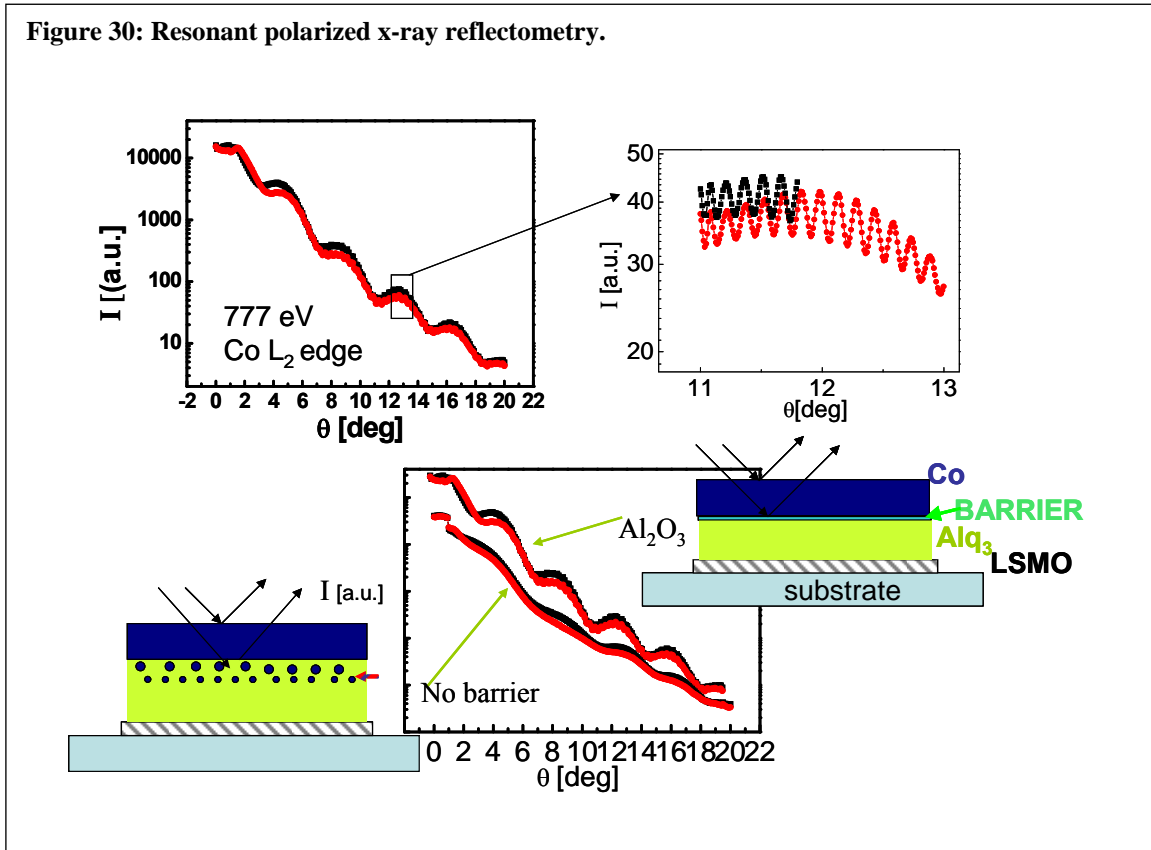 Figure 30: Resonant polarized x-ray reflectometry.
10000
1000
100
10
I [(a.u.]
777 eV
Co L₂ edge
-2 0 2 4 6 8 10 12 14 16 18 20 22
θ [deg]
50
40
30
20
I [a.u.]
11 12 13
θ[deg]
Co
BARRIER
Alq₃
LSMO
substrate
Al₂O₃
No barrier
I [a.u.]
0 2 4 6 8 10 12 14 16 18 20 22
θ [deg]